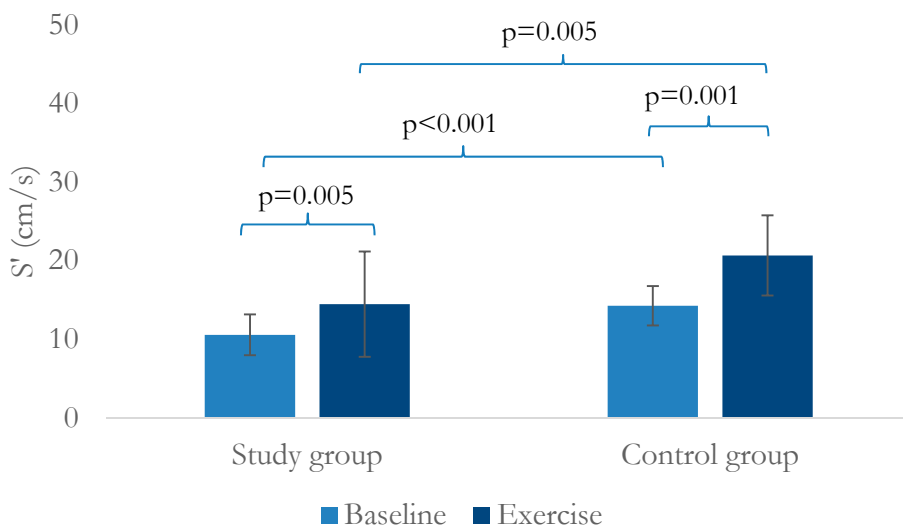 50
p=0.005
40
p=0.001
p<0.001
30
p=0.005
20
10
0
S' (cm/s)
Study group Control group
Baseline Exercise